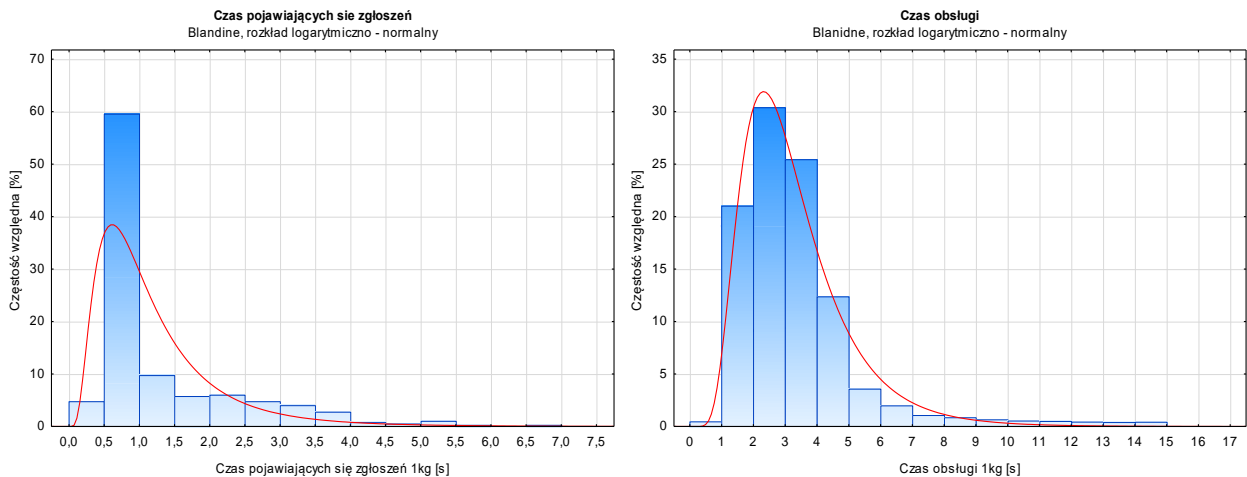 Czas pojawiających sie zgłoszeń
Blandine, rozkład logarytmiczno - normalny
70
60
50
40
30
20
10
0
Częstość względna [%]
0,0 0,5 1,0 1,5 2,0 2,5 3,0 3,5 4,0 4,5 5,0 5,5 6,0 6,5 7,0 7,5
Czas pojawiających się zgłoszeń 1kg [s]
Czas obsługi
Blanidne, rozkład logarytmiczno - normalny
35
30
25
20
15
10
5
0
Częstość względna [%]
0 1 2 3 4 5 6 7 8 9 10 11 12 13 14 15 16 17
Czas obsługi 1kg [s]